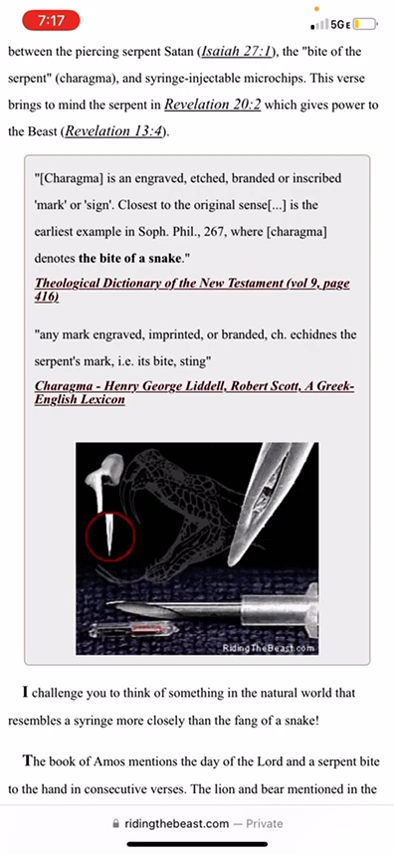 7:17
5GE
between the piercing serpent Satan (Isaiah 27:1), the "bite of the
serpent" (charagma), and syringe-injectable microchips. This verse
brings to mind the serpent in Revelation 20:2 which gives power to
the Beast (Revelation 13:4).
"[Charagma] is an engraved, etched, branded or inscribed
'mark' or 'sign'. Closest to the original sense[...] is the
earliest example in Soph. Phil., 267, where [charagma]
denotes the bite of a snake."
Theological Dictionary of the New Testament (vol 9, page
416)
"any mark engraved, imprinted, or branded, ch. echidnes the
serpent's mark, i.e. its bite, sting"
Charagma - Henry George Liddell, Robert Scott, A Greek-
English Lexicon
RidingTheBeast.com
I challenge you to think of something in the natural world that
resembles a syringe more closely than the fang of a snake!
The book of Amos mentions the day of the Lord and a serpent bite
to the hand in consecutive verses. The lion and bear mentioned in the
ridingthebeast.com — Private